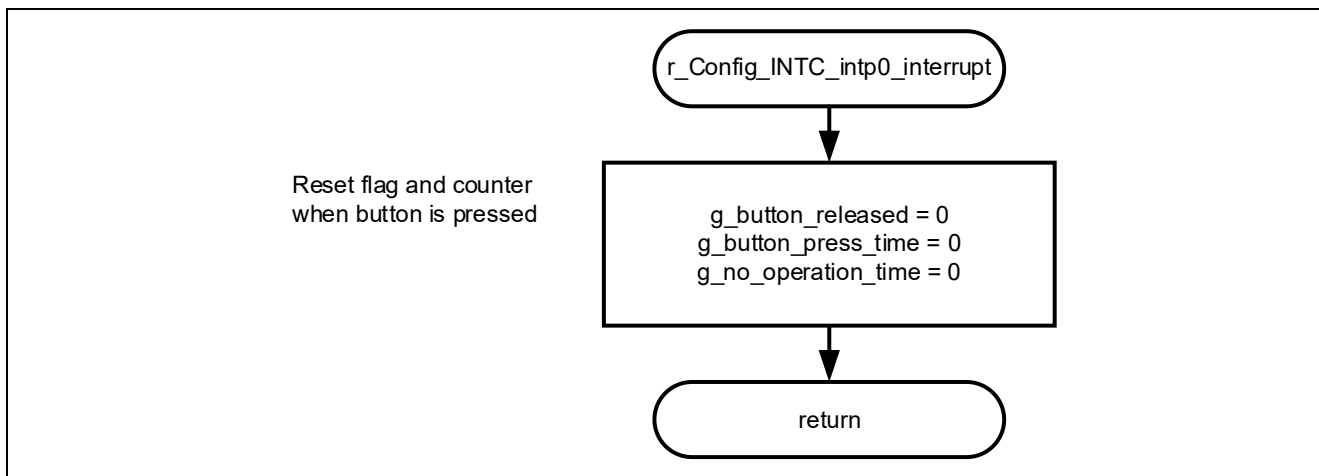 r_Config_INTC_intp0_interrupt
Reset flag and counter
when button is pressed
g_button_released = 0
g_button_press_time = 0
g_no_operation_time = 0
return